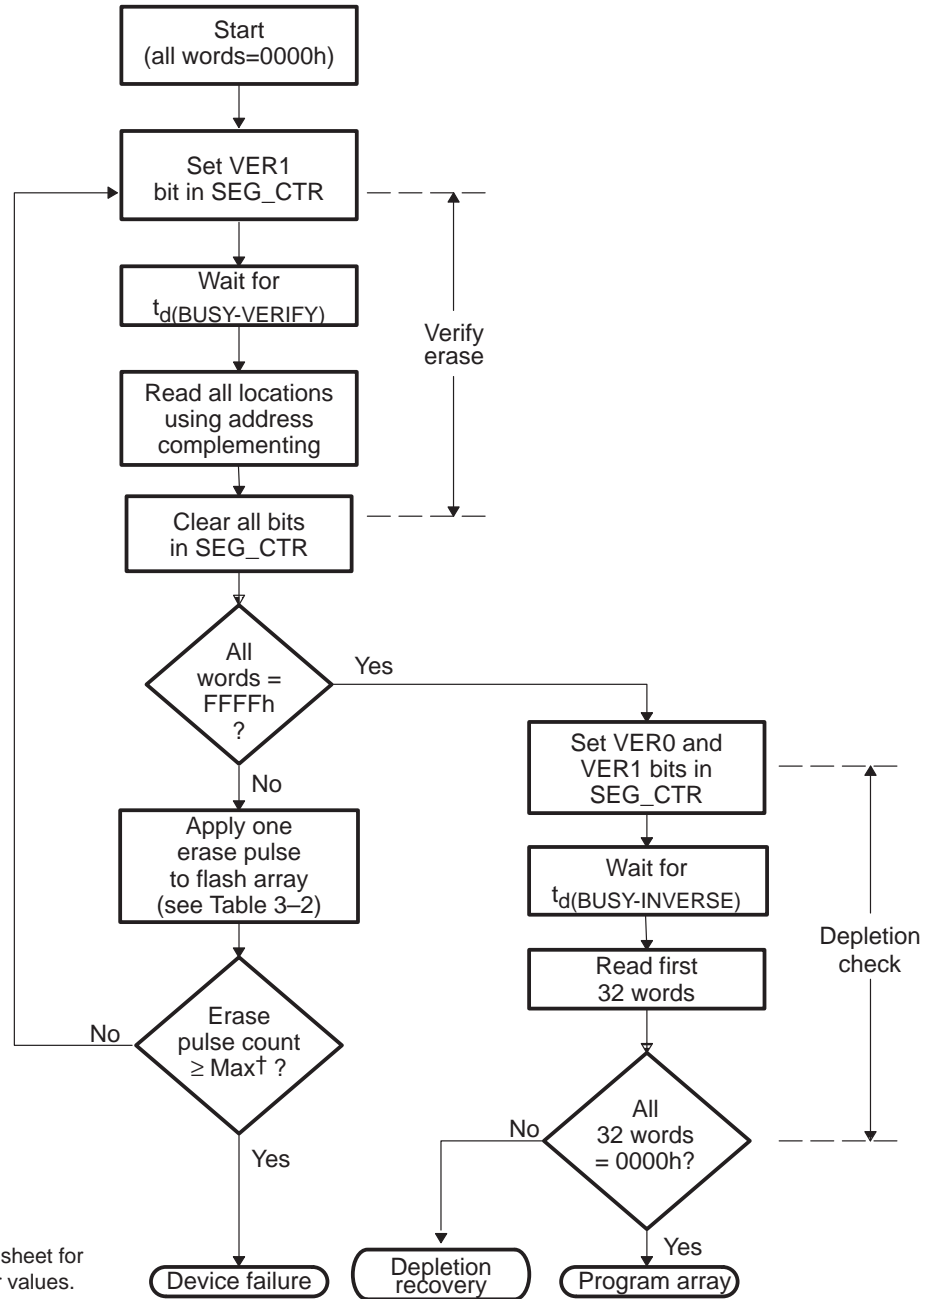 Start
(all words=0000h)
Set VER1
bit in SEG_CTR
Wait for
td(BUSY-VERIFY)
Verify
erase
Read all locations
using address
complementing
Clear all bits
in SEG_CTR
All
words =
FFFFh
?
Yes
No
Set VER0 and
VER1 bits in
SEG_CTR
Apply one
erase pulse
to flash array
(see Table 3–2)
Wait for
td(BUSY-INVERSE)
Depletion
check
Read first
32 words
Erase
pulse count
≥ Max† ?
No
Yes
All
32 words
= 0000h?
No
Yes
sheet for
values.
Device failure
Depletion
recovery
Program array